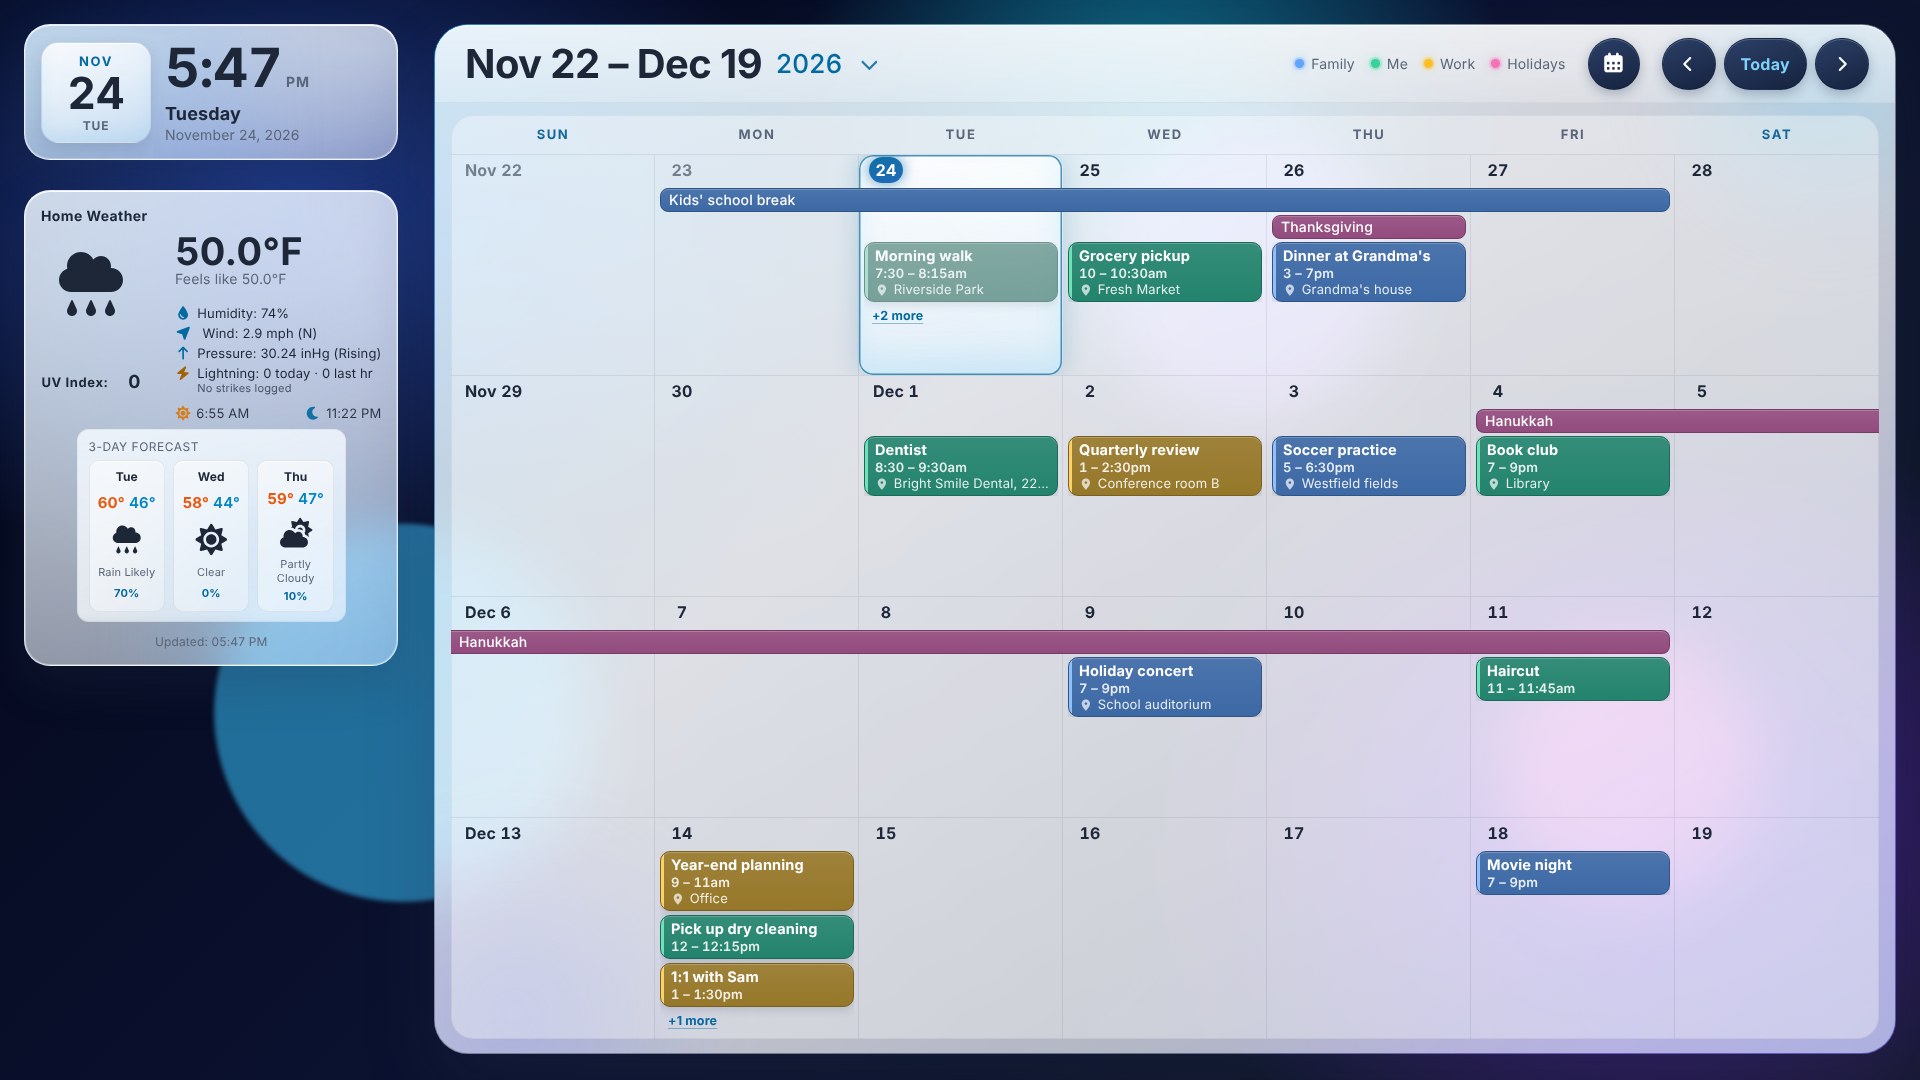 NOV
24
TUE
5:47 PM
Tuesday
November 24, 2026
Home Weather
50.0°F
Feels like 50.0°F
Humidity: 74%
Wind: 2.9 mph (N)
Pressure: 30.24 inHg (Rising)
Lightning: 0 today · 0 last hr
No strikes logged
UV Index: 0
6:55 AM 11:22 PM
3-DAY FORECAST
Tue Wed Thu
60° 46° 58° 44° 59° 47°
Rain Likely Clear Partly Cloudy
70% 0% 10%
Updated: 05:47 PM
Nov 22 – Dec 19 2026
Family Me Work Holidays
Today
SUN MON TUE WED THU FRI SAT
Nov 22 23 24 25 26 27 28
Kids' school break
Thanksgiving
Morning walk
7:30 – 8:15am
Riverside Park
+2 more
Grocery pickup
10 – 10:30am
Fresh Market
Dinner at Grandma's
3 – 7pm
Grandma's house
Nov 29 30 Dec 1 2 3 4 5
Hanukkah
Dentist
8:30 – 9:30am
Bright Smile Dental, 22...
Quarterly review
1 – 2:30pm
Conference room B
Soccer practice
5 – 6:30pm
Westfield fields
Book club
7 – 9pm
Library
Dec 6 7 8 9 10 11 12
Hanukkah
Holiday concert
7 – 9pm
School auditorium
Haircut
11 – 11:45am
Dec 13 14 15 16 17 18 19
Year-end planning
9 – 11am
Office
Pick up dry cleaning
12 – 12:15pm
1:1 with Sam
1 – 1:30pm
+1 more
Movie night
7 – 9pm